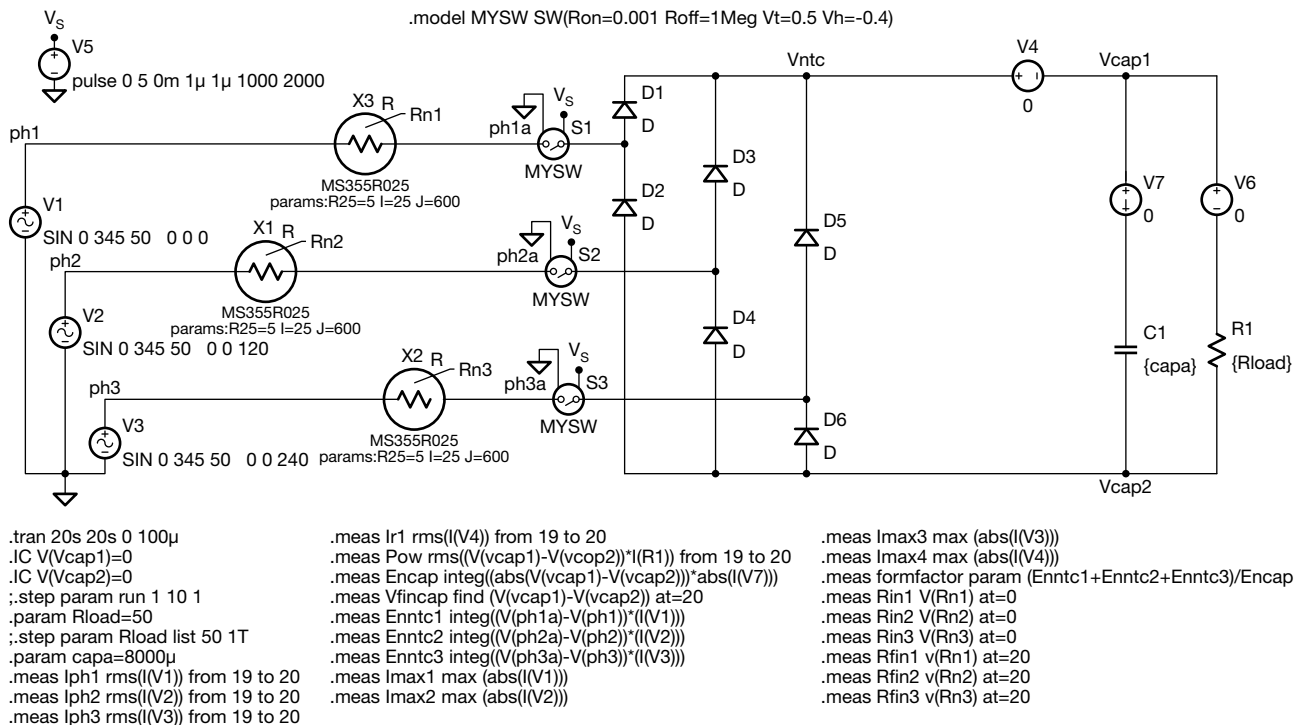 .model MYSW SW(Ron=0.001 Roff=1Meg Vt=0.5 Vh=-0.4)
VS
V5
pulse 0 5 0m 1µ 1µ 1000 2000
Vntc
V4
0
Vcap1
ph1
X3
R
Rn1
MS355R025
params:R25=5 I=25 J=600
ph1a
VS
S1
MYSW
D1
D
D2
D
D3
D
D4
D
D5
D
D6
D
V7
0
V6
0
V1
SIN 0 345 50 0 0 0
ph2
X1
R
Rn2
MS355R025
params:R25=5 I=25 J=600
ph2a
VS
S2
MYSW
V2
SIN 0 345 50 0 0 120
ph3
X2
R
Rn3
MS355R025
params:R25=5 I=25 J=600
ph3a
VS
S3
MYSW
V3
SIN 0 345 50 0 0 240
C1
{capa}
R1
{Rload}
Vcap2
.tran 20s 20s 0 100µ
.IC V(Vcap1)=0
.IC V(Vcap2)=0
;.step param run 1 10 1
.param Rload=50
;.step param Rload list 50 1T
.param capa=8000µ
.meas Iph1 rms(I(V1)) from 19 to 20
.meas Iph2 rms(I(V2)) from 19 to 20
.meas Iph3 rms(I(V3)) from 19 to 20
.meas Ir1 rms(I(V4)) from 19 to 20
.meas Pow rms((V(vcap1)-V(vcop2))*I(R1)) from 19 to 20
.meas Encap integ((abs(V(vcap1)-V(vcap2)))*abs(I(V7)))
.meas Vfincap find (V(vcap1)-V(vcap2)) at=20
.meas Enntc1 integ((V(ph1a)-V(ph1))*(I(V1)))
.meas Enntc2 integ((V(ph2a)-V(ph2))*(I(V2)))
.meas Enntc3 integ((V(ph3a)-V(ph3))*(I(V3)))
.meas Imax1 max (abs(I(V1)))
.meas Imax2 max (abs(I(V2)))
.meas Imax3 max (abs(I(V3)))
.meas Imax4 max (abs(I(V4)))
.meas formfactor param (Enntc1+Enntc2+Enntc3)/Encap
.meas Rin1 V(Rn1) at=0
.meas Rin2 V(Rn2) at=0
.meas Rin3 V(Rn3) at=0
.meas Rfin1 v(Rn1) at=20
.meas Rfin2 v(Rn2) at=20
.meas Rfin3 v(Rn3) at=20